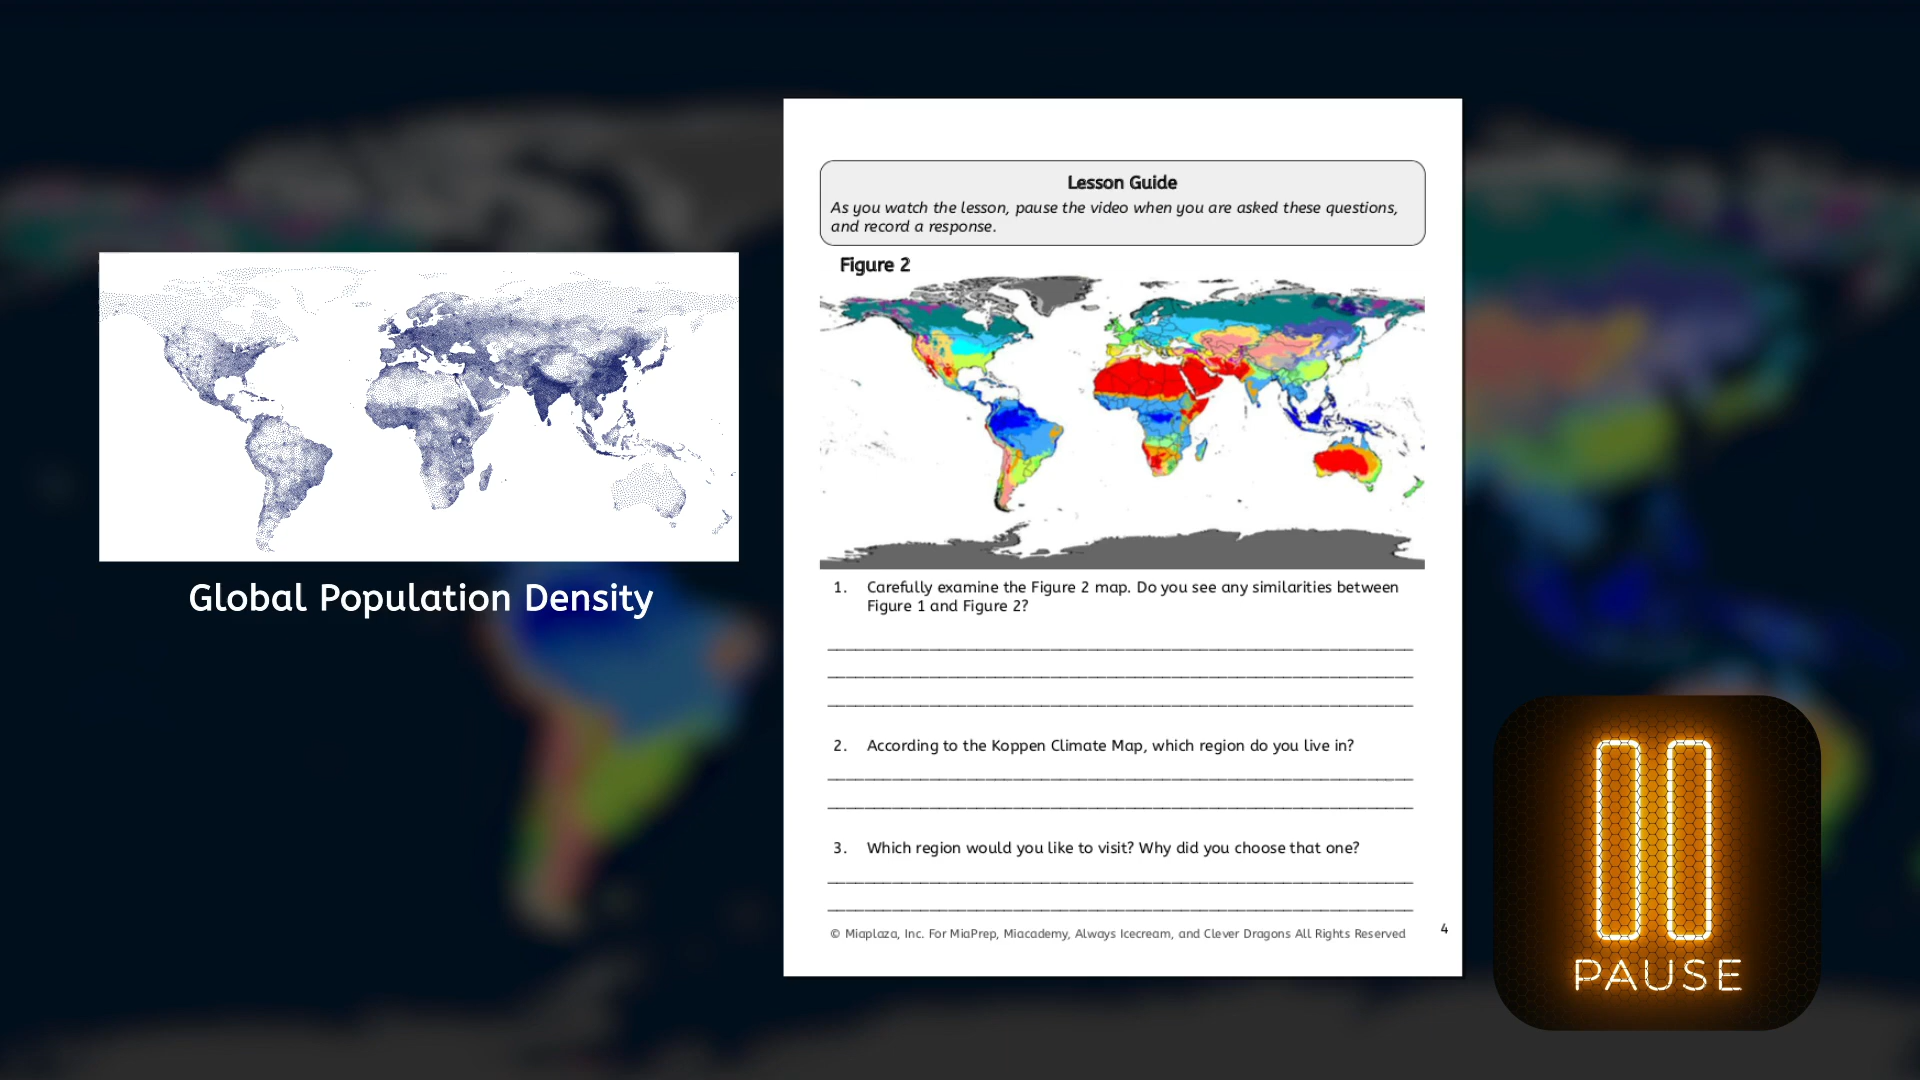 Global Population Density
Lesson Guide
As you watch the lesson, pause the video when you are asked these questions,
and record a response.
Figure 2
1. Carefully examine the Figure 2 map. Do you see any similarities between
Figure 1 and Figure 2?
2. According to the Koppen Climate Map, which region do you live in?
3. Which region would you like to visit? Why did you choose that one?
© Miaplaza, Inc. For MiaPrep, Miacademy, Always Icecream, and Clever Dragons All Rights Reserved
4
PAUSE